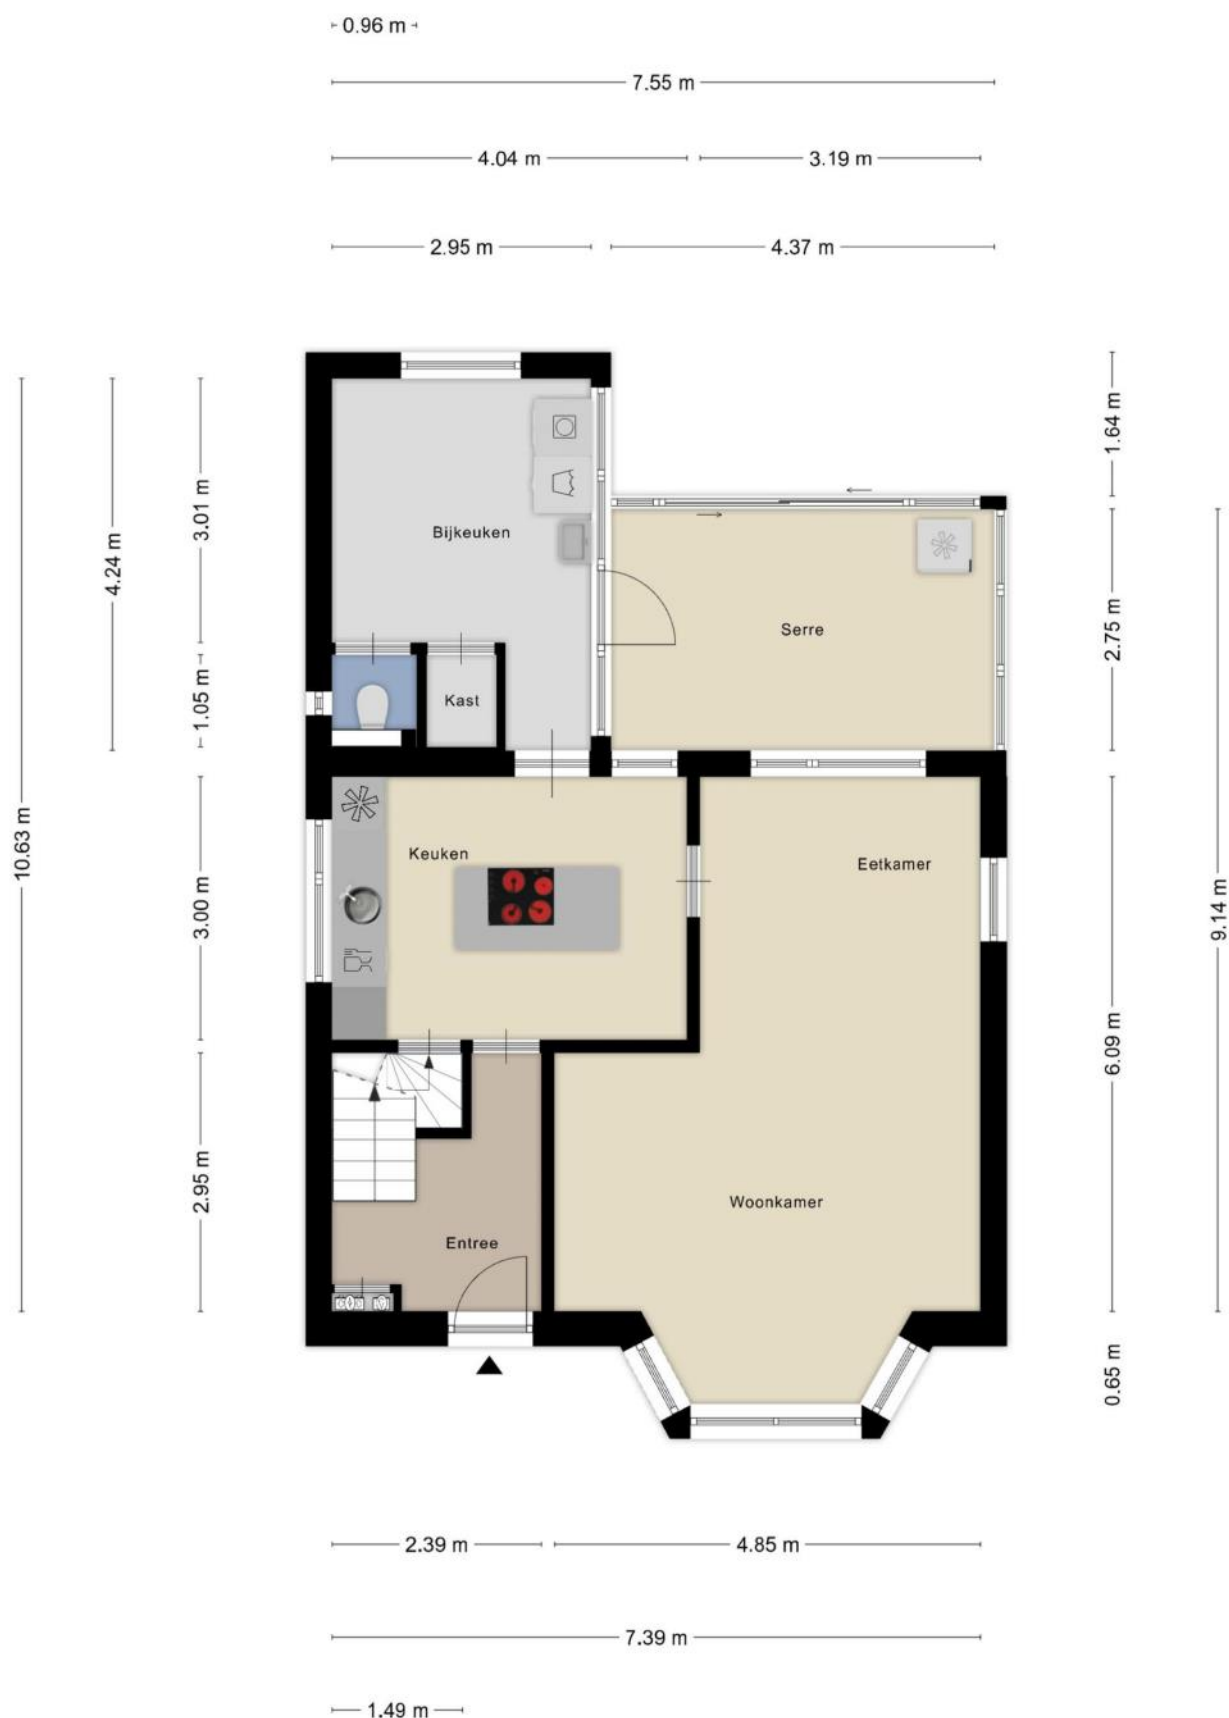 0.96 m
7.55 m
4.04 m
3.19 m
2.95 m
4.37 m
1.64 m
3.01 m
4.24 m
Bijkeuken
2.75 m
Serre
1.05 m
Kast
10.63 m
3.00 m
Keuken
Eetkamer
9.14 m
6.09 m
2.95 m
Woonkamer
Entree
0.65 m
2.39 m
4.85 m
7.39 m
1.49 m